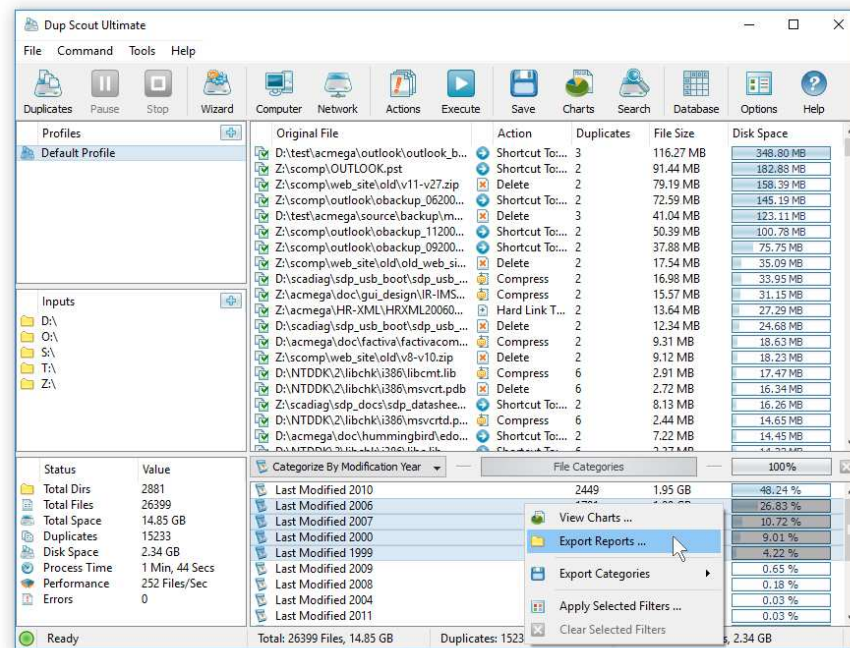 Dup Scout Ultimate
File Command Tools Help
Duplicates Pause Stop Wizard Computer Network Actions Execute Save Charts Search Database Options Help
Profiles
Default Profile
Inputs
D:\
O:\
S:\
T:\
Z:\
Original File Action Duplicates File Size Disk Space
D:\test\acmega\outlook\outlook_b... Shortcut To:... 3 116.27 MB 348.80 MB
Z:\scomp\OUTLOOK.pst Shortcut To:... 2 91.44 MB 182.88 MB
Z:\scomp\web_site\old\v11-v27.zip Delete 2 79.19 MB 158.39 MB
Z:\scomp\outlook\obackup_06200... Shortcut To:... 2 72.59 MB 145.19 MB
D:\test\acmega\source\backup\m... Delete 3 41.04 MB 123.11 MB
Z:\scomp\outlook\obackup_11200... Shortcut To:... 2 50.39 MB 100.78 MB
Z:\scomp\outlook\obackup_09200... Shortcut To:... 2 37.88 MB 75.75 MB
Z:\scomp\web_site\old\old_web_si... Delete 2 17.54 MB 35.09 MB
D:\scadiag\sdp_usb_boot\sdp_usb_... Compress 2 16.98 MB 33.95 MB
Z:\acmega\doc\gui_design\IR-IMS... Compress 2 15.57 MB 31.15 MB
Z:\acmega\HR-XML\HRXML20060... Hard Link T... 2 13.64 MB 27.29 MB
D:\scadiag\sdp_usb_boot\sdp_usb_... Delete 2 12.34 MB 24.68 MB
D:\acmega\doc\factiva\factivacom... Compress 2 9.31 MB 18.63 MB
Z:\scomp\web_site\old\v8-v10.zip Delete 2 9.12 MB 18.23 MB
D:\NTDDK\2\libchk\i386\libcmt.lib Compress 6 2.91 MB 17.47 MB
D:\NTDDK\2\libchk\i386\msvcrt.pdb Delete 6 2.72 MB 16.34 MB
Z:\scadiag\sdp_docs\sdp_datashee... Shortcut To:... 2 8.13 MB 16.26 MB
D:\NTDDK\2\libchk\i386\msvcrtd.p... Compress 6 2.44 MB 14.65 MB
D:\acmega\doc\hummingbird\edo... Shortcut To:... 2 7.22 MB 14.45 MB
Status Value
Total Dirs 2881
Total Files 26399
Total Space 14.85 GB
Duplicates 15233
Disk Space 2.34 GB
Process Time 1 Min, 44 Secs
Performance 252 Files/Sec
Errors 0
Categorize By Modification Year File Categories 100%
Last Modified 2010 2449 1.95 GB 48.24 %
Last Modified 2006 26.83 %
Last Modified 2007 10.72 %
Last Modified 2000 9.01 %
Last Modified 1999 4.22 %
Last Modified 2009 0.65 %
Last Modified 2008 0.18 %
Last Modified 2004 0.03 %
Last Modified 2011 0.03 %
View Charts ...
Export Reports ...
Export Categories
Apply Selected Filters ...
Clear Selected Filters
Ready Total: 26399 Files, 14.85 GB Duplicates: 1523 s, 2.34 GB